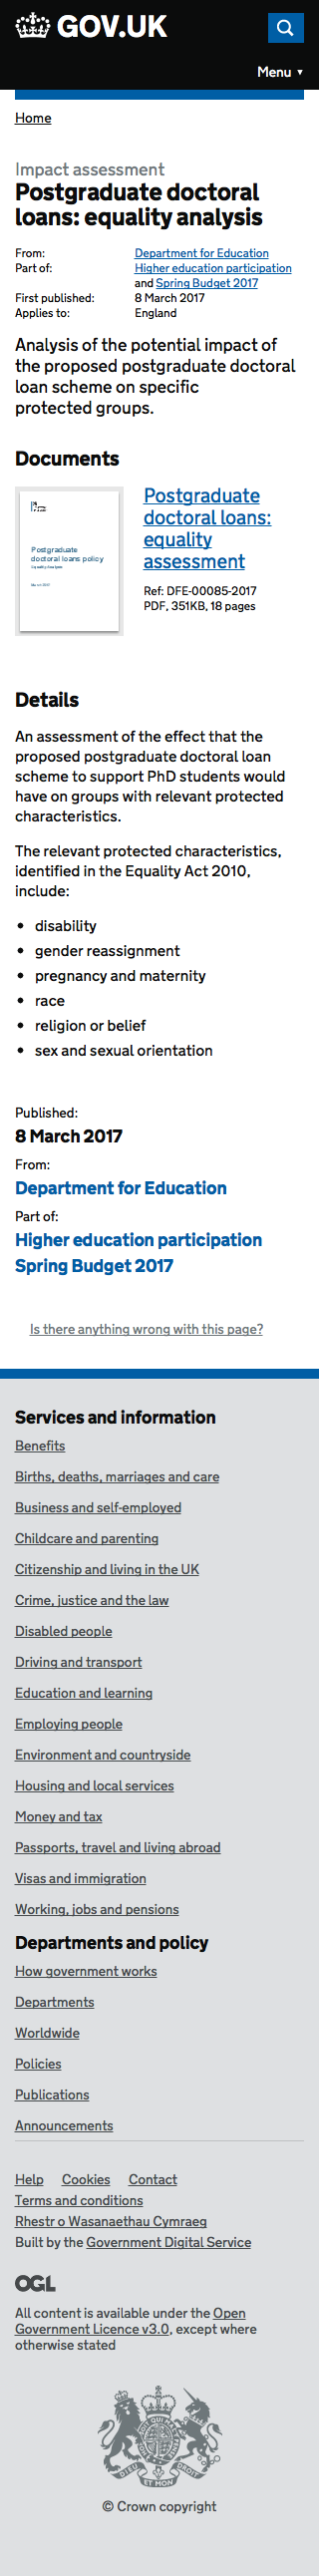 GOV.UK
Menu ▼
Home
Impact assessment
Postgraduate doctoral
loans: equality analysis
From: Department for Education
Part of: Higher education participation
and Spring Budget 2017
First published: 8 March 2017
Applies to: England
Analysis of the potential impact of
the proposed postgraduate doctoral
loan scheme on specific
protected groups.
Documents
Postgraduate
doctoral loans policy
Equality Analysis
March 2017
Postgraduate
doctoral loans:
equality
assessment
Ref: DFE-00085-2017
PDF, 351KB, 18 pages
Details
An assessment of the effect that the
proposed postgraduate doctoral loan
scheme to support PhD students would
have on groups with relevant protected
characteristics.
The relevant protected characteristics,
identified in the Equality Act 2010,
include:
• disability
• gender reassignment
• pregnancy and maternity
• race
• religion or belief
• sex and sexual orientation
Published:
8 March 2017
From:
Department for Education
Part of:
Higher education participation
Spring Budget 2017
Is there anything wrong with this page?
Services and information
Benefits
Births, deaths, marriages and care
Business and self-employed
Childcare and parenting
Citizenship and living in the UK
Crime, justice and the law
Disabled people
Driving and transport
Education and learning
Employing people
Environment and countryside
Housing and local services
Money and tax
Passports, travel and living abroad
Visas and immigration
Working, jobs and pensions
Departments and policy
How government works
Departments
Worldwide
Policies
Publications
Announcements
Help Cookies Contact
Terms and conditions
Rhestr o Wasanaethau Cymraeg
Built by the Government Digital Service
OGL
All content is available under the Open
Government Licence v3.0, except where
otherwise stated
DIEU ET MON DROIT
© Crown copyright